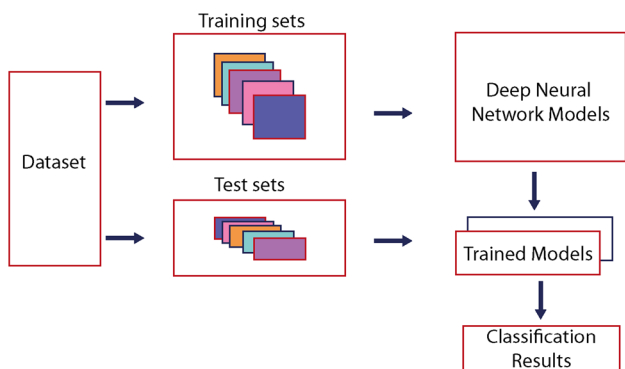 Training sets
Dataset
Deep Neural
Network Models
Test sets
Trained Models
Classification
Results